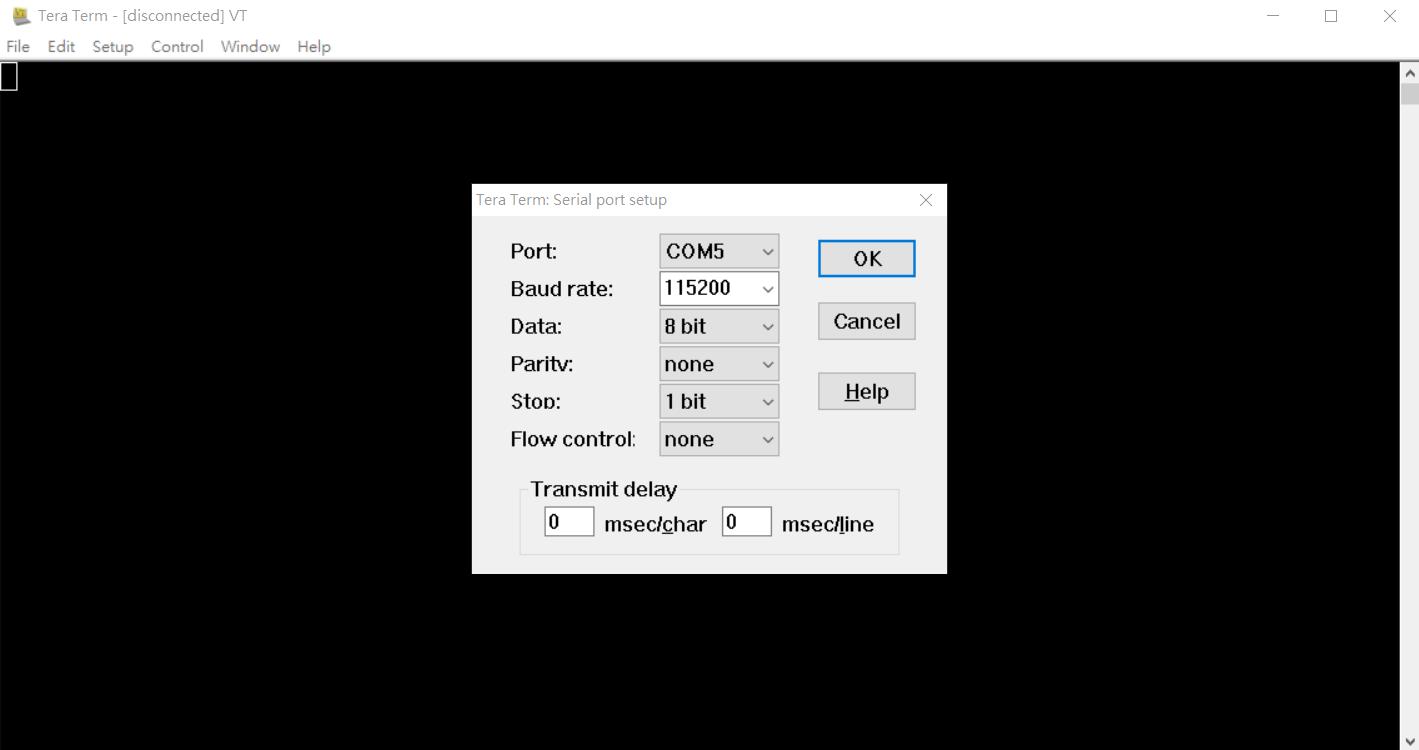 Tera Term - [disconnected] VT
File Edit Setup Control Window Help
Tera Term: Serial port setup
Port: COM5 OK
Baud rate: 115200
Data: 8 bit Cancel
Parity: none
Stop: 1 bit Help
Flow control: none
Transmit delay
0 msec/char 0 msec/line